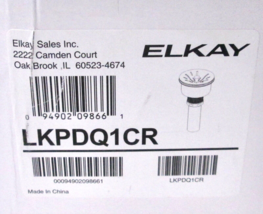 Elkay Sales Inc.
2222 Camden Court
Oak Brook ,IL 60523-4674
ELKAY
0 94902 09866 1
LKPDQ1CR
00094902098661
LKPDQ1CR
Made In China